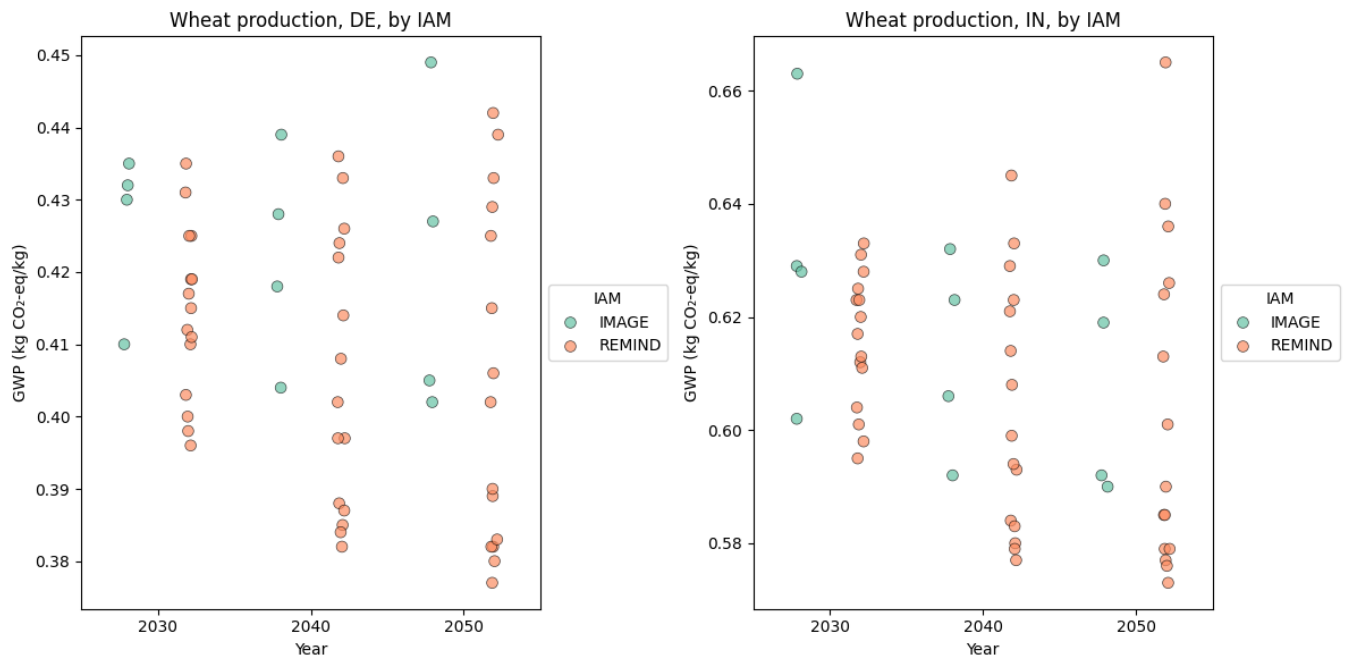 Wheat production, DE, by IAM
GWP (kg CO₂-eq/kg)
0.45
0.44
0.43
0.42
0.41
0.40
0.39
0.38
2030 2040 2050
Year
IAM
IMAGE
REMIND
Wheat production, IN, by IAM
GWP (kg CO₂-eq/kg)
0.66
0.64
0.62
0.60
0.58
2030 2040 2050
Year
IAM
IMAGE
REMIND